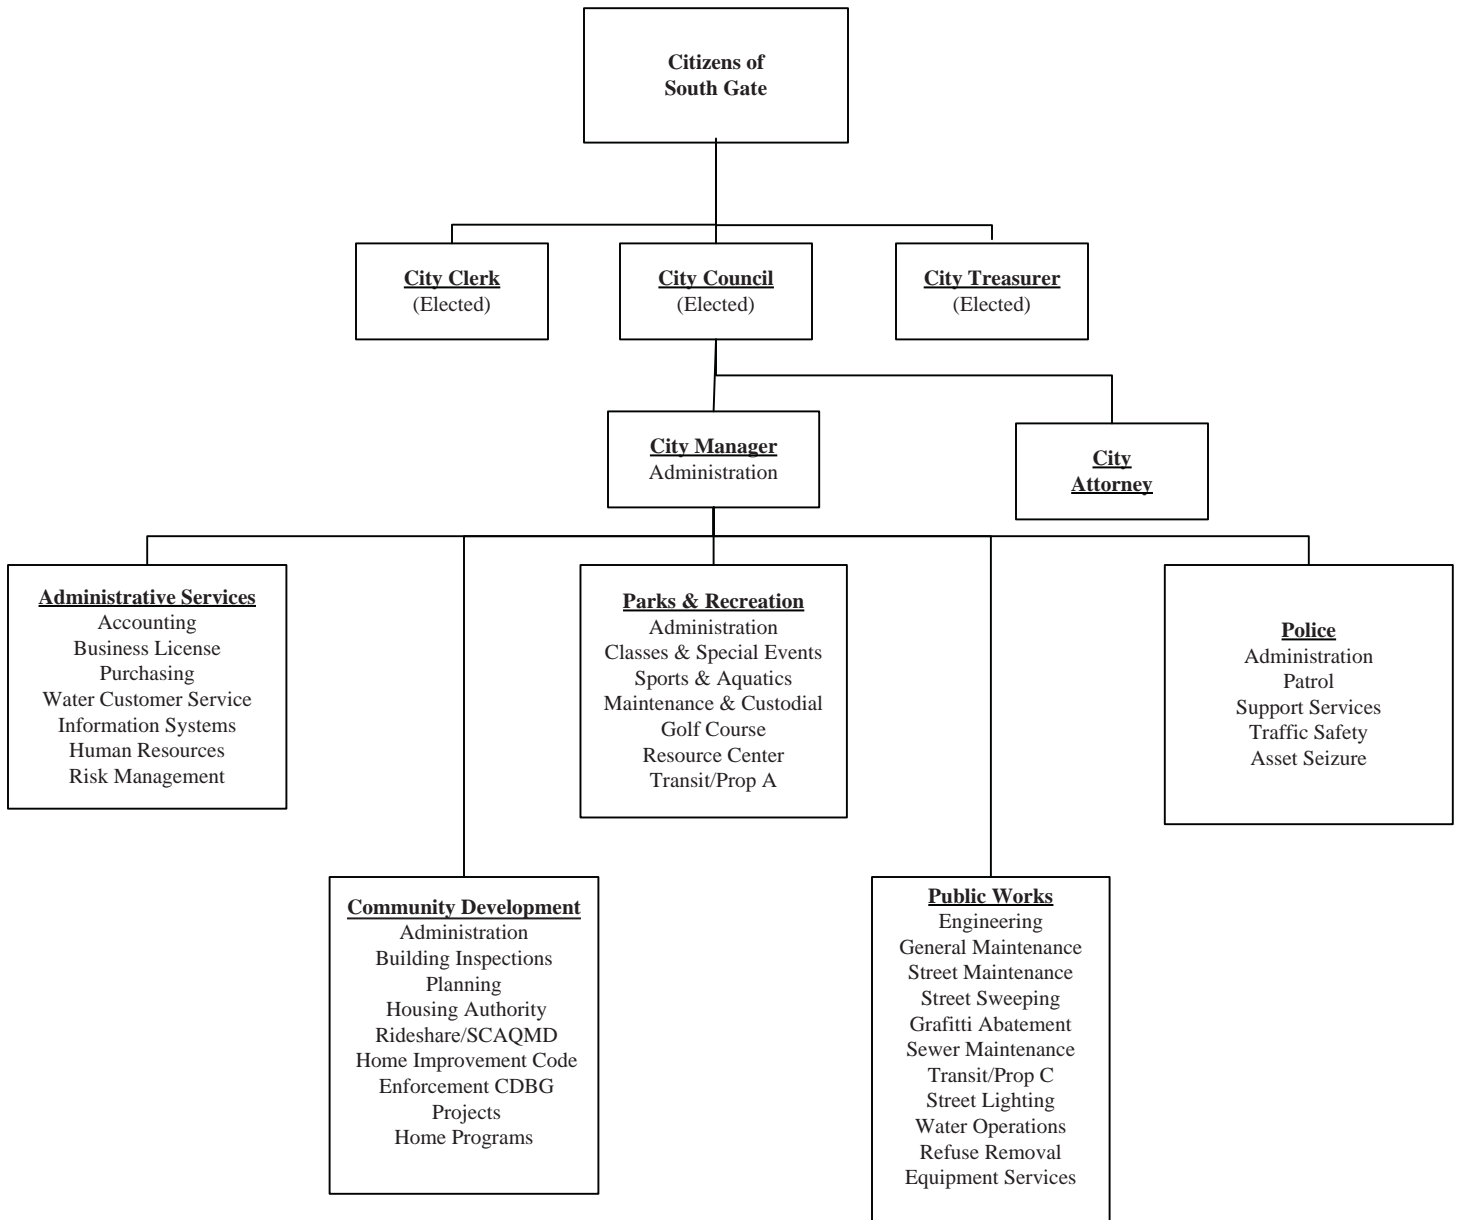 Citizens of
South Gate
City Clerk
(Elected)
City Council
(Elected)
City Treasurer
(Elected)
City Manager
Administration
City
Attorney
Administrative Services
Accounting
Business License
Purchasing
Water Customer Service
Information Systems
Human Resources
Risk Management
Parks & Recreation
Administration
Classes & Special Events
Sports & Aquatics
Maintenance & Custodial
Golf Course
Resource Center
Transit/Prop A
Police
Administration
Patrol
Support Services
Traffic Safety
Asset Seizure
Community Development
Administration
Building Inspections
Planning
Housing Authority
Rideshare/SCAQMD
Home Improvement Code
Enforcement CDBG
Projects
Home Programs
Public Works
Engineering
General Maintenance
Street Maintenance
Street Sweeping
Grafitti Abatement
Sewer Maintenance
Transit/Prop C
Street Lighting
Water Operations
Refuse Removal
Equipment Services